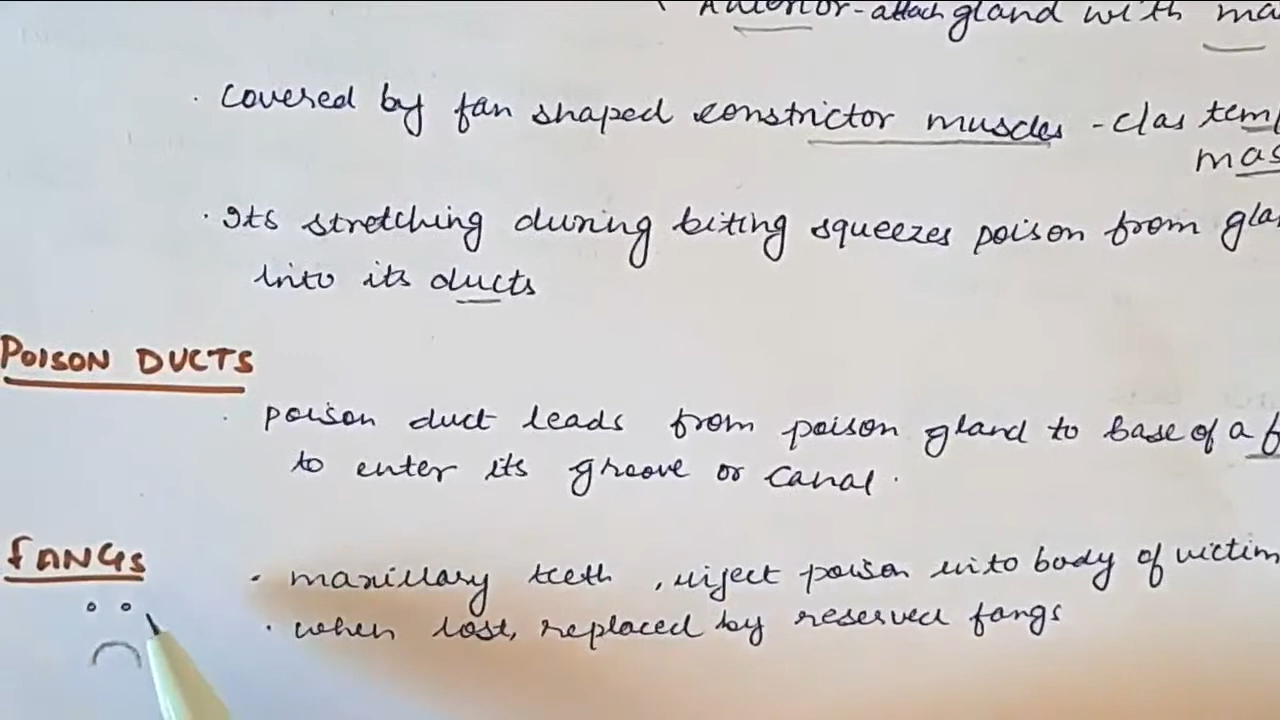 Anterior-attach gland with ma
· Covered by fan shaped constrictor muscles - clas temp
mas
· Its stretching during biting squeezes poison from gla
into its ducts
POISON DUCTS
· poison duct leads from poison gland to base of a f
to enter its groove or canal.
FANGS
· maxillary teeth, inject poison into body of victim
· when lost, replaced by reserved fangs